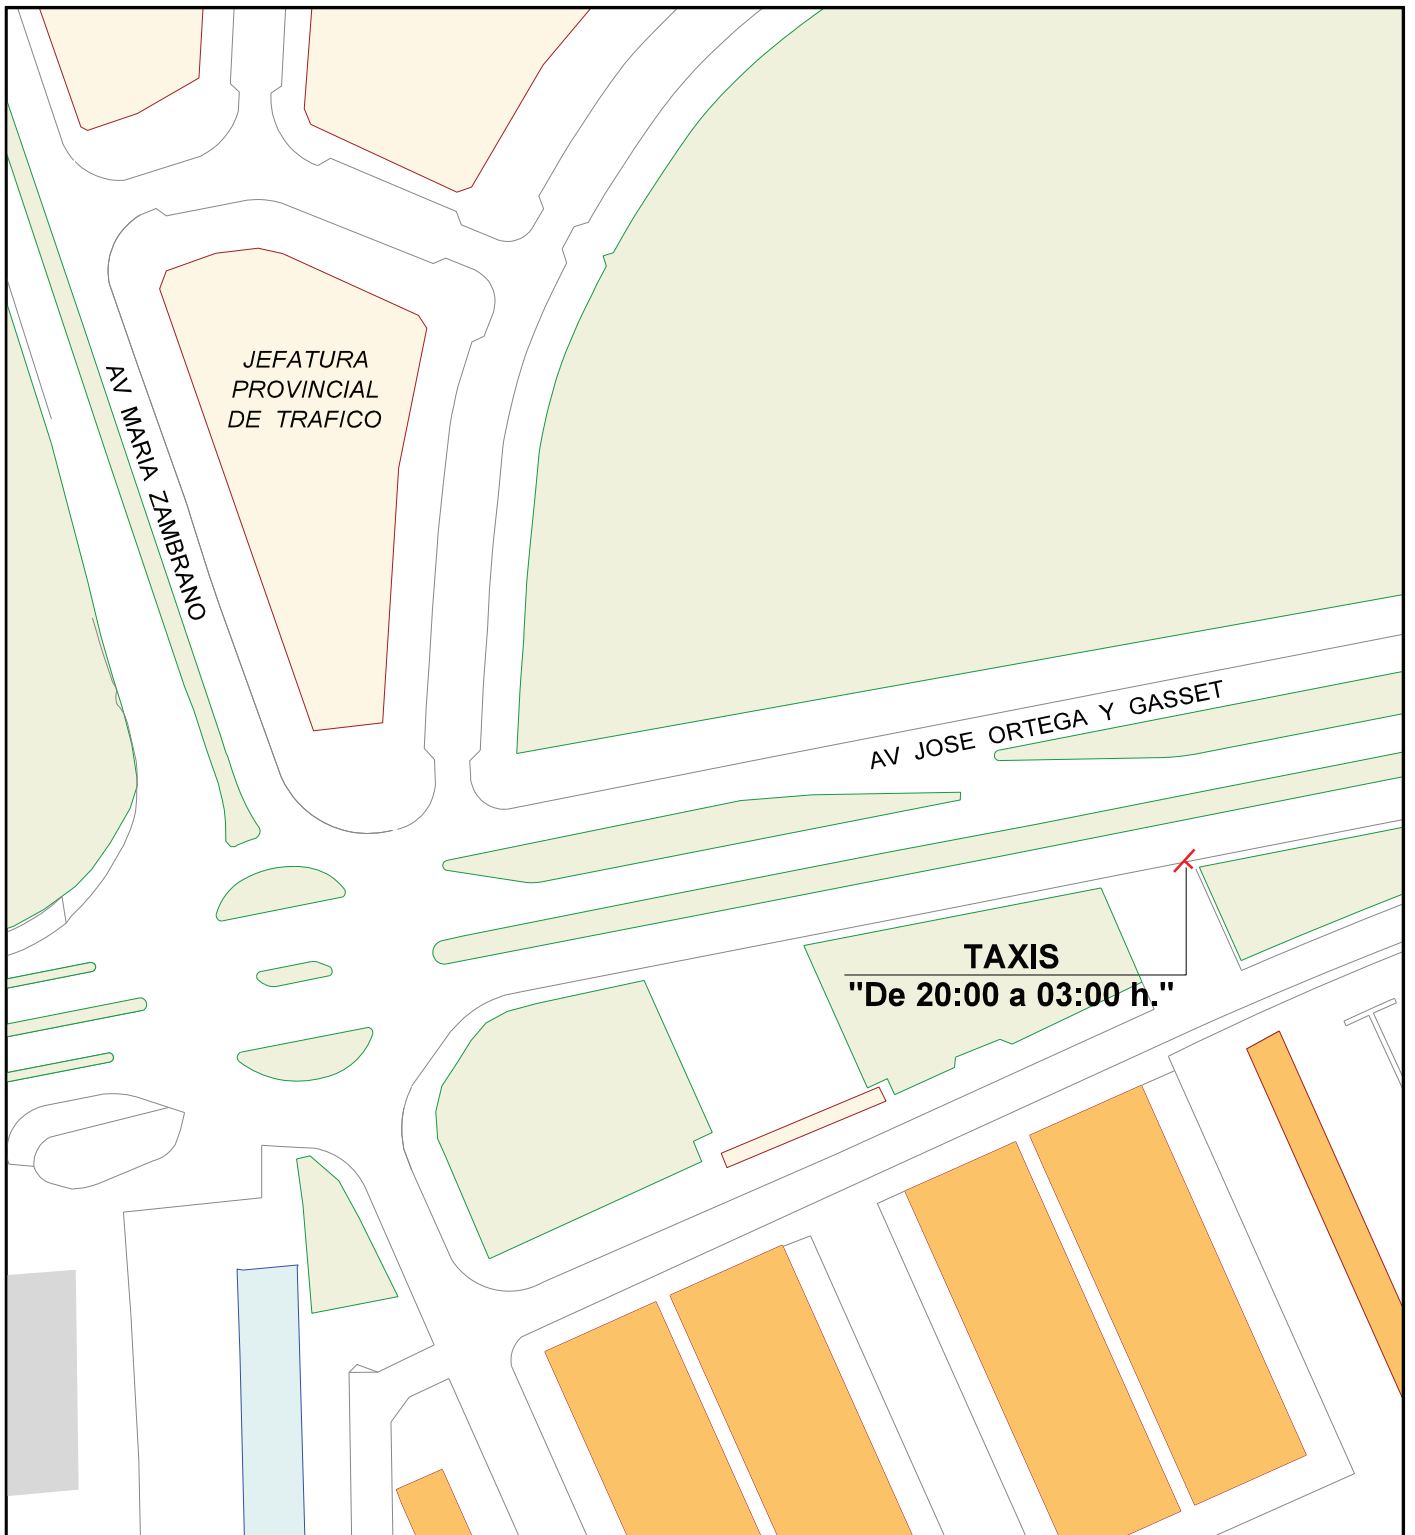 JEFATURA
PROVINCIAL
DE TRAFICO
AV MARIA ZAMBRANO
AV JOSE ORTEGA Y GASSET
TAXIS
"De 20:00 a 03:00 h."